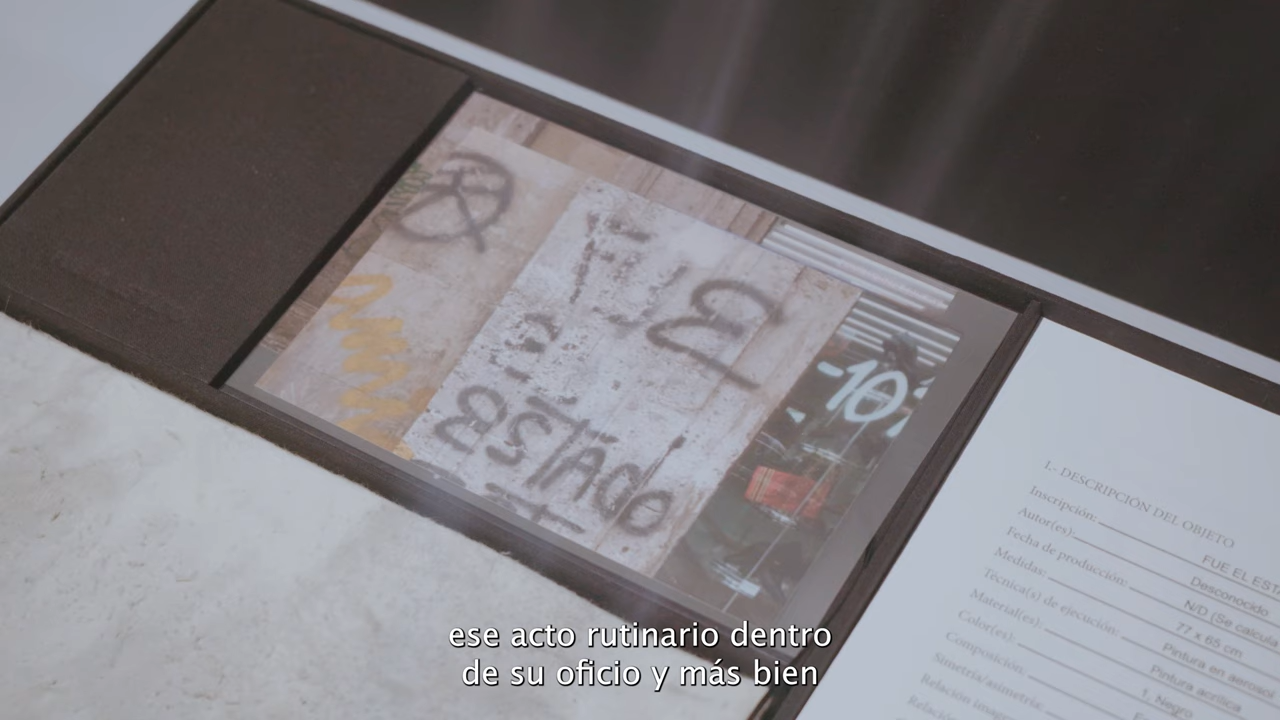 FUE
EL
ESTADO
-10
1.- DESCRIPCIÓN DEL OBJETO
Inscripción: FUE EL EST
Autor(es): Desconocido
Fecha de producción: N/D (Se calcula
Medidas: 77 x 65 cm
Técnica(s) de ejecución: Pintura en aerosol
Material(es): Pintura acrílica
Color(es): 1, Negro
Composición:
Simetría/asimetría:
Relación
ese acto rutinario dentro
de su oficio y más bien